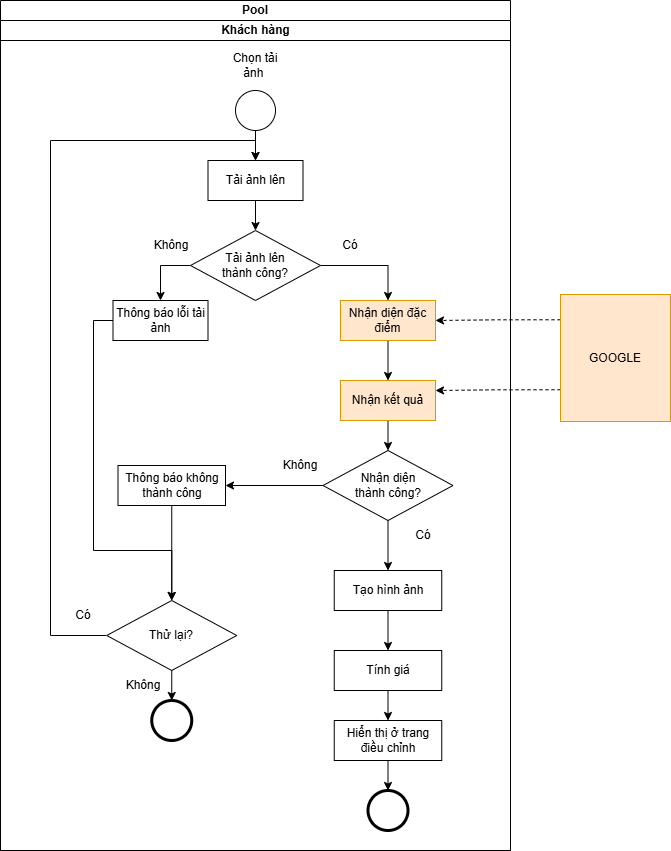 Pool
Khách hàng
Chọn tải
ảnh
Tải ảnh lên
Không
Có
Tải ảnh lên
thành công?
Thông báo lỗi tải
ảnh
Nhận diện đặc
điểm
GOOGLE
Nhận kết quả
Không
Thông báo không
thành công
Nhận diện
thành công?
Có
Tạo hình ảnh
Có
Thử lại?
Tính giá
Không
Hiển thị ở trang
điều chỉnh